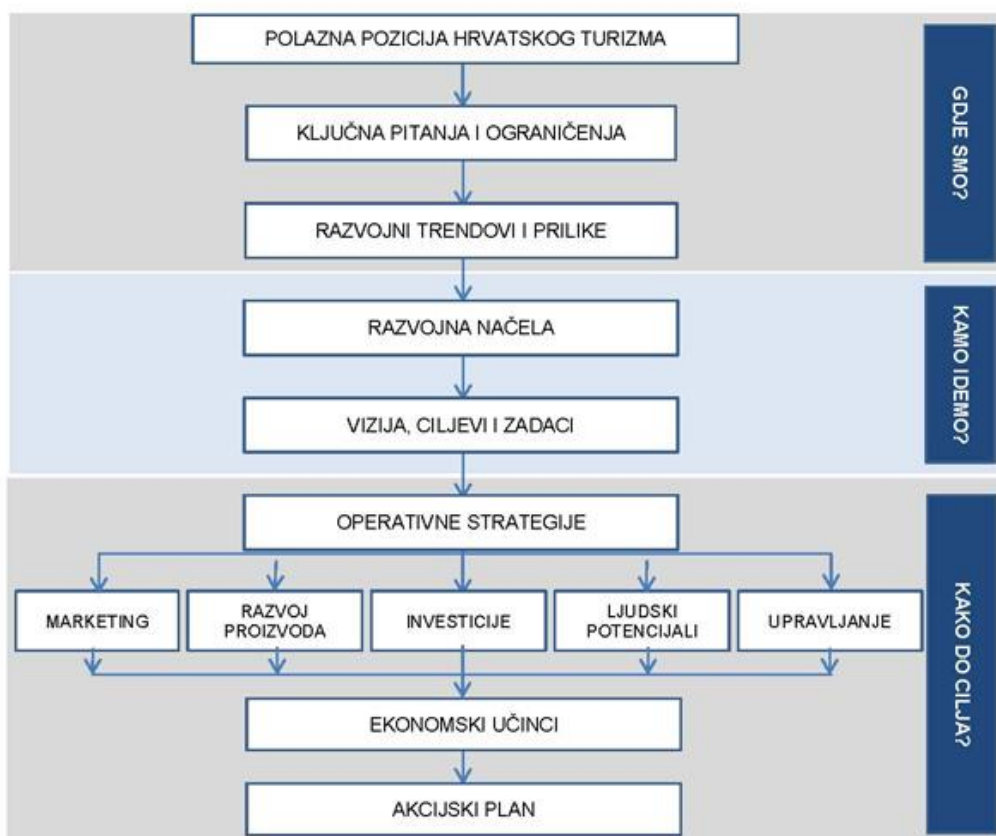 POLAZNA POZICIJA HRVATSKOG TURIZMA
KLJUČNA PITANJA I OGRANIČENJA
RAZVOJNI TRENDOVI I PRILIKE
GDJE SMO?
RAZVOJNA NAČELA
VIZIJA, CILJEVI I ZADACI
KAMO IDEMO?
OPERATIVNE STRATEGIJE
MARKETING
RAZVOJ
PROIZVODA
INVESTICIJE
LJUDSKI
POTENCIJALI
UPRAVLJANJE
EKONOMSKI UČINCI
AKCIJSKI PLAN
KAKO DO CILJA?